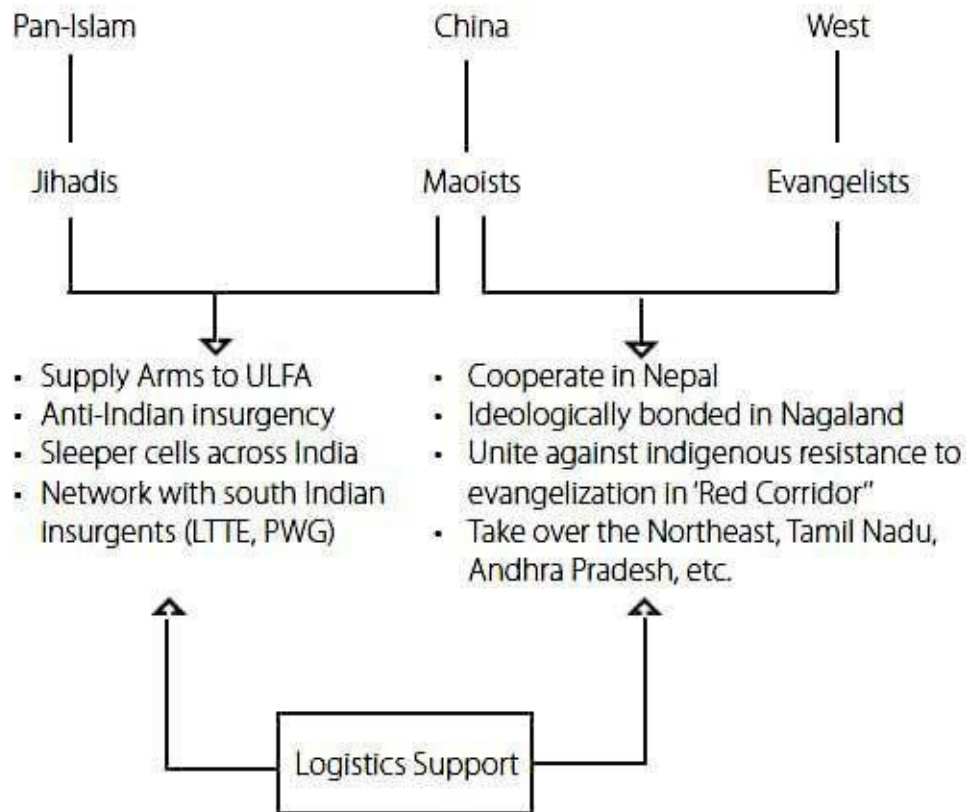 Pan-Islam
China
West
Jihadis
Maoists
Evangelists
• Supply Arms to ULFA
• Anti-Indian insurgency
• Sleeper cells across India
• Network with south Indian
insurgents (LTTE, PWG)
• Cooperate in Nepal
• Ideologically bonded in Nagaland
• Unite against indigenous resistance to
evangelization in 'Red Corridor"
• Take over the Northeast, Tamil Nadu,
Andhra Pradesh, etc.
Logistics Support